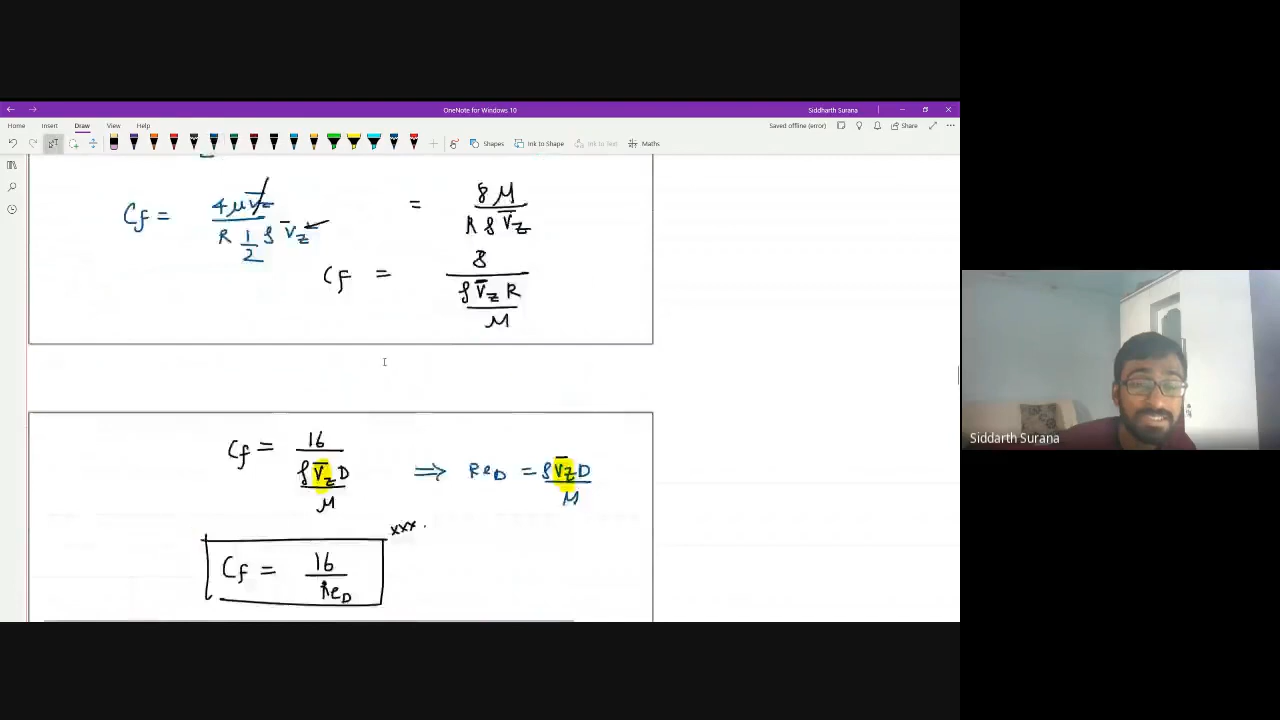 OneNote for Windows 10
Siddharth Surana
Home Insert Draw View Help
Saved offline (error) Share
Shapes Ink to Shape Ink to Text Maths
Cf = 4μV̅z / R 1/2 ρ V̅z = 8μ / R ρ V̅z
Cf = 8 / (ρ V̅z R / μ)
Cf = 16 / (ρ V̅z D / μ) ⇒ ReD = ρ V̅z D / μ
xxx.
Cf = 16 / ReD
Siddarth Surana